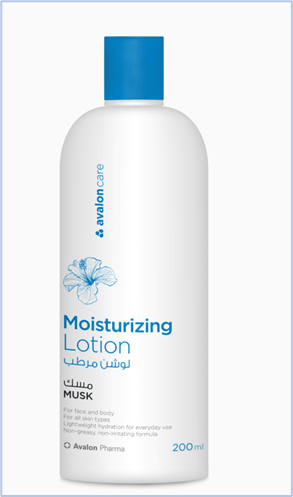 avalon care
Moisturizing
Lotion
لوشن مرطب
مسك
MUSK
For face and body
For all skin types
Lightweight hydration for everyday use
Non-greasy, non-irritating formula
Avalon Pharma
200 ml